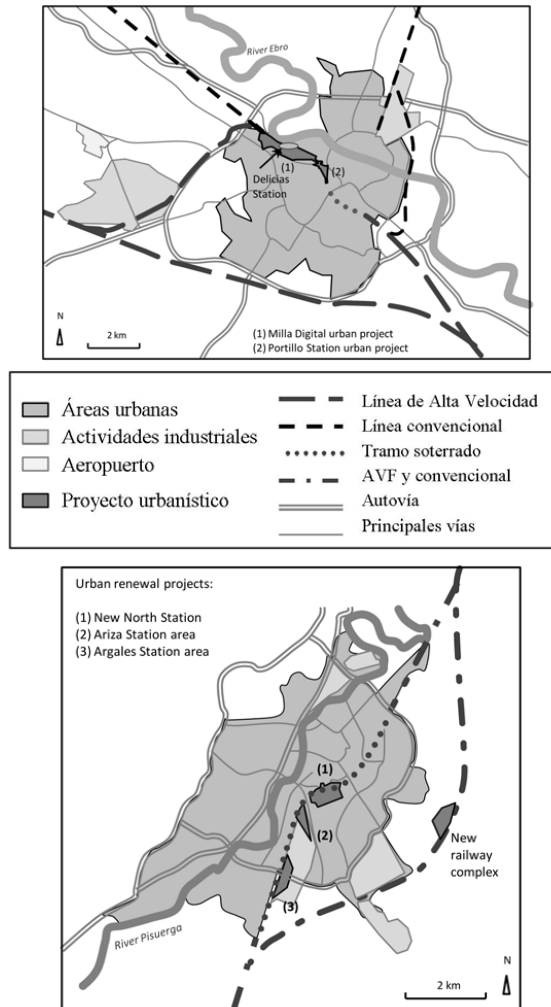 River Ebro
(1)
(2)
Delicias
Station
N
2 km
(1) Milla Digital urban project
(2) Portillo Station urban project
Áreas urbanas
Actividades industriales
Aeropuerto
Proyecto urbanístico
Línea de Alta Velocidad
Línea convencional
Tramo soterrado
AVF y convencional
Autovía
Principales vías
Urban renewal projects:
(1) New North Station
(2) Ariza Station area
(3) Argales Station area
(1)
(2)
New
railway
complex
(3)
River Pisuerga
N
2 km